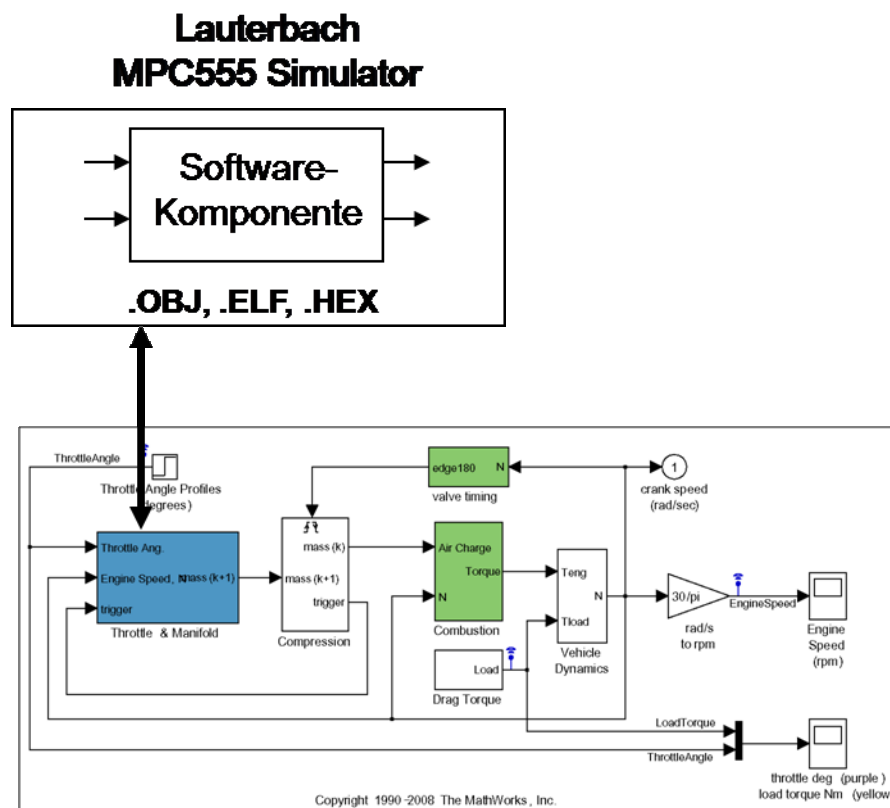 Lauterbach
MPC555 Simulator
Software-
Komponente
.OBJ, .ELF, .HEX
ThrottleAngle
Throttle Angle Profiles
egrees)
edge180 N
valve timing
1
crank speed
(rad/sec)
Throttle Ang.
Engine Speed, N
mass(k+1)
trigger
Throttle & Manifold
mass(k)
mass(k+1)
trigger
Compression
Air Charge
Torque
N
Combustion
Teng
N
Tload
Vehicle
Dynamics
Load
Drag Torque
30/pi
rad/s
to rpm
EngineSpeed
Engine
Speed
(rpm)
LoadTorque
ThrottleAngle
throttle deg (purple)
load torque Nm (yellow
Copyright 1990-2008 The MathWorks, Inc.